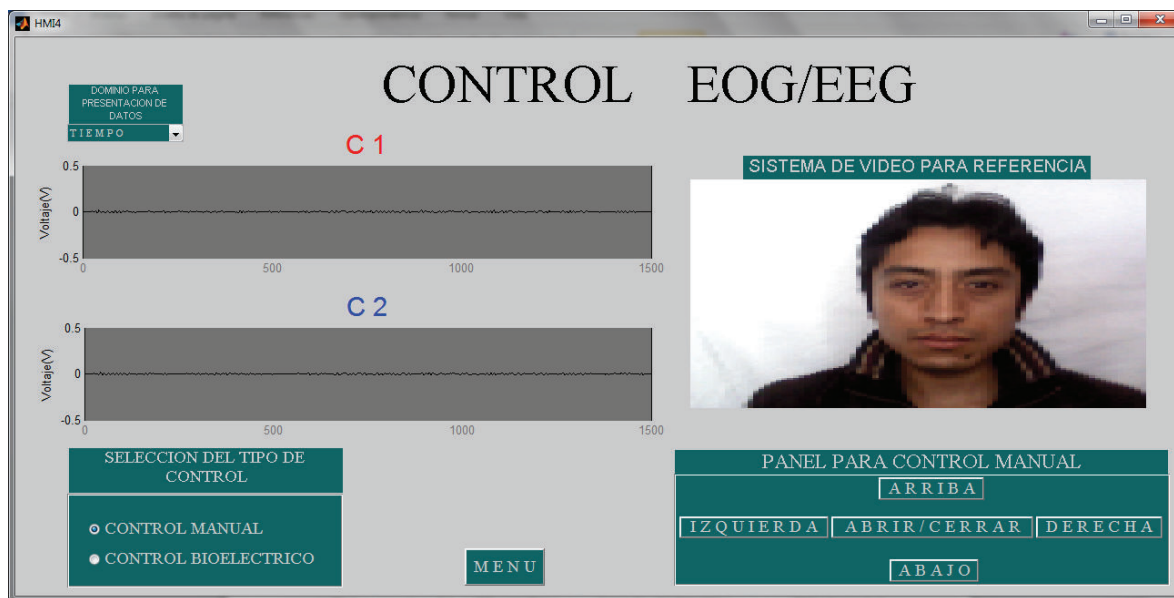 HMI4
CONTROL EOG/EEG
DOMINIO PARA
PRESENTACION DE
DATOS
TIEMPO
C 1
Voltaje(V)
0.5
0
-0.5
0 500 1000 1500
C 2
Voltaje(V)
0.5
0
-0.5
0 500 1000 1500
SISTEMA DE VIDEO PARA REFERENCIA
SELECCION DEL TIPO DE
CONTROL
CONTROL MANUAL
CONTROL BIOELECTRICO
MENU
PANEL PARA CONTROL MANUAL
ARRIBA
IZQUIERDA ABRIR/CERRAR DERECHA
ABAJO